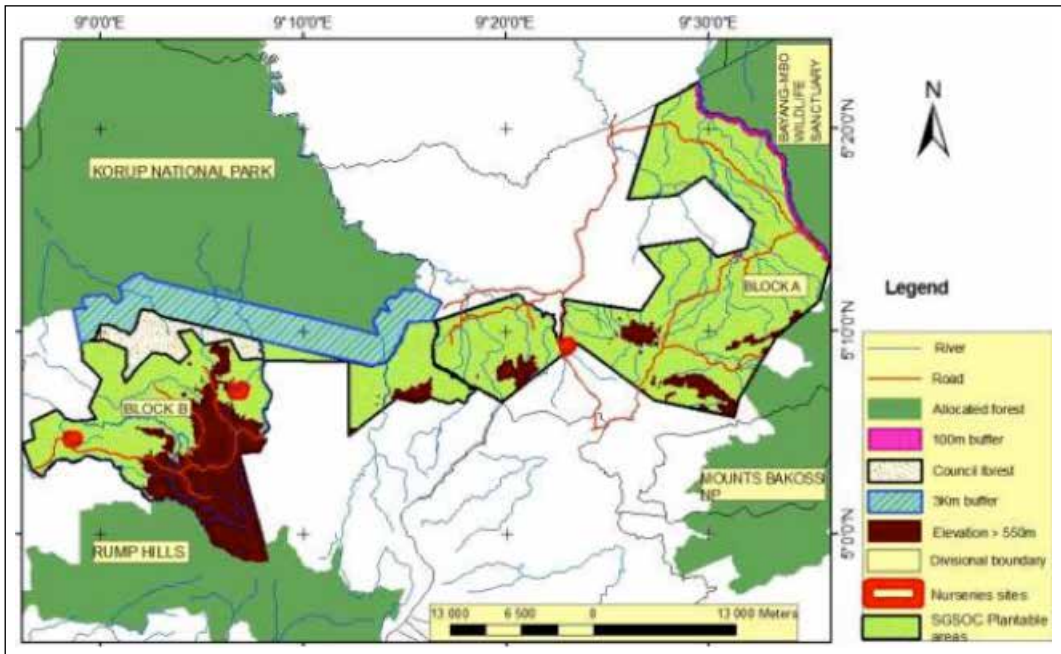 9°0'0"E
9°10'0"E
9°20'0"E
9°30'0"E
BAYANG-MBO
WILDLIFE
SANCTUARY
5°20'0"N
N
KORUP NATIONAL PARK
BLOCK A
Legend
5°10'0"N
BLOCK B
River
Road
Allocated forest
100m buffer
Council forest
MOUNTS BAKOSSI
NP
3Km buffer
RUMP HILLS
5°0'0"N
Elevation > 550m
Divisional boundary
Nurseries sites
13 000 6 500 0 13 000 Meters
SGSOC Plantable
areas